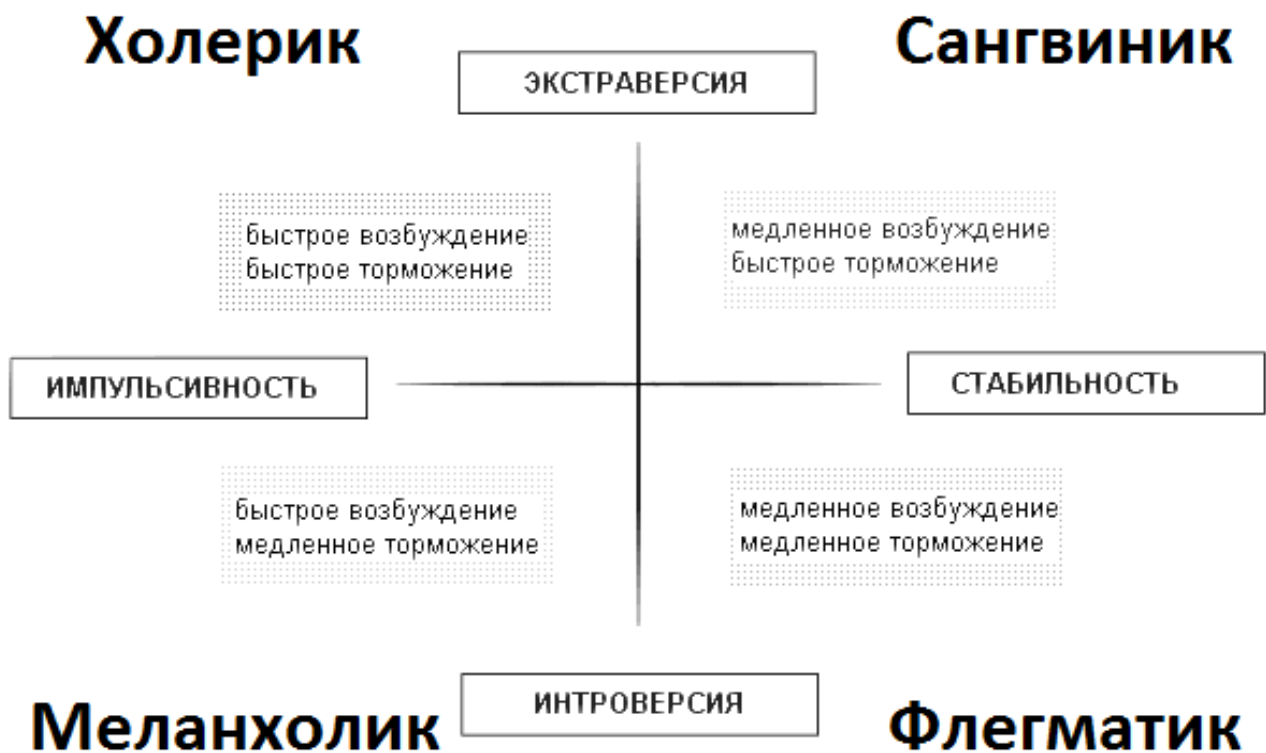 Холерик
Сангвиник
ЭКСТРАВЕРСИЯ
быстрое возбуждение
быстрое торможение
медленное возбуждение
быстрое торможение
ИМПУЛЬСИВНОСТЬ
СТАБИЛЬНОСТЬ
быстрое возбуждение
медленное торможение
медленное возбуждение
медленное торможение
ИНТРОВЕРСИЯ
Меланхолик
Флегматик